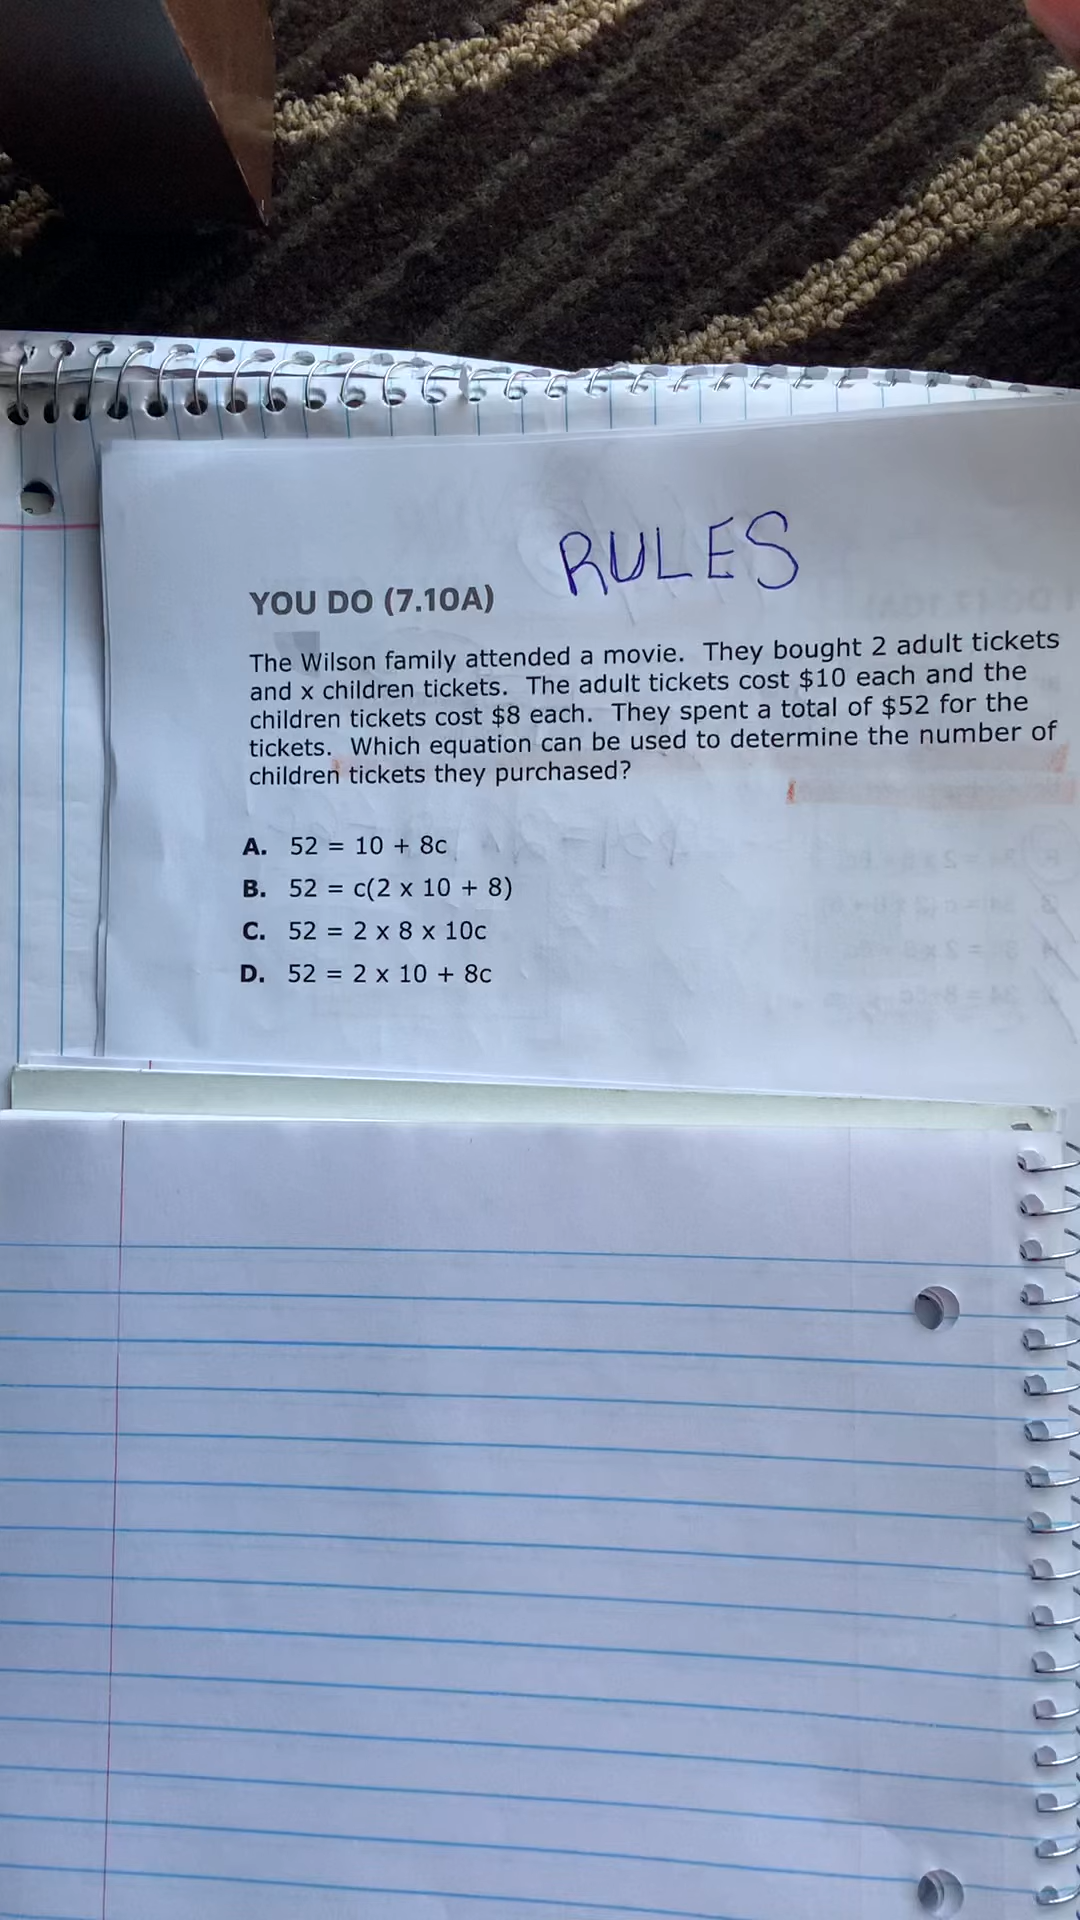 RULES
YOU DO (7.10A)
The Wilson family attended a movie. They bought 2 adult tickets
and x children tickets. The adult tickets cost $10 each and the
children tickets cost $8 each. They spent a total of $52 for the
tickets. Which equation can be used to determine the number of
children tickets they purchased?
A. 52 = 10 + 8c
B. 52 = c(2 x 10 + 8)
C. 52 = 2 x 8 x 10c
D. 52 = 2 x 10 + 8c